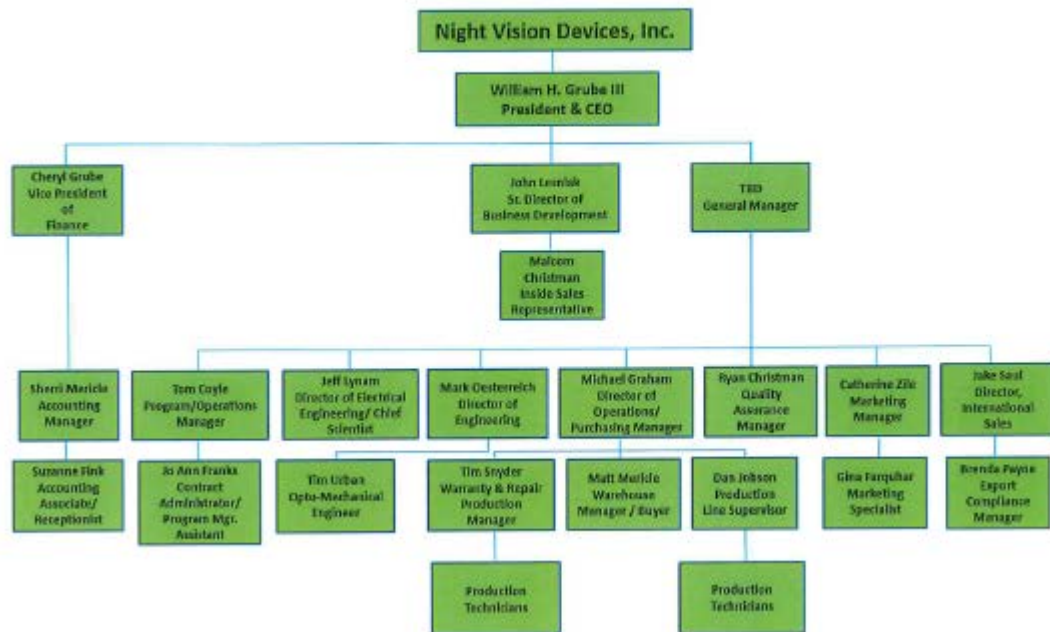 Night Vision Devices, Inc.
William H. Grube III
President & CEO
Cheryl Grube
Vice President
of
Finance
John
Sr. Director of
Business Development
TBD
General Manager
Malcom
Christman
Inside Sales
Representative
Sherri Maricle
Accounting
Manager
Tom Coyle
Program/Operations
Manager
Jeff Lynam
Director of Electrical
Engineering/ Chief
Scientist
Mark Oesterreich
Director of
Engineering
Michael Graham
Director of
Operations/
Purchasing Manager
Ryan Christman
Quality
Assurance
Manager
Catherine Zile
Marketing
Manager
Jake Saul
Director,
International
Sales
Suzanne Fink
Accounting
Associate/
Receptionist
Jo Ann Franks
Contract
Administrator/
Program Mgr.
Assistant
Tim Urban
Opto-Mechanical
Engineer
Tim Snyder
Warranty & Repair
Production
Manager
Matt Maricle
Warehouse
Manager / Buyer
Dan Jobson
Production
Line Supervisor
Gina Farquhar
Marketing
Specialist
Brenda Payne
Export
Compliance
Manager
Production
Technicians
Production
Technicians